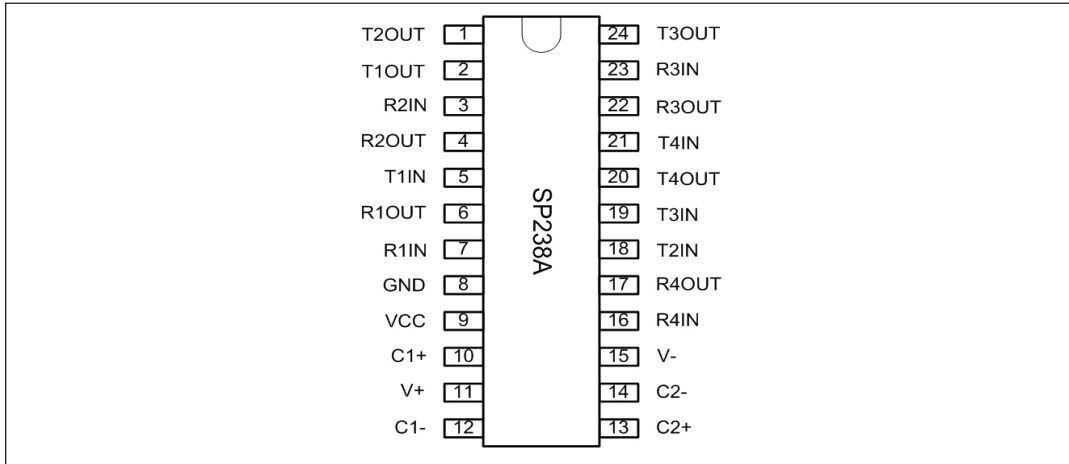 T2OUT 1 24 T3OUT
T1OUT 2 23 R3IN
R2IN 3 22 R3OUT
R2OUT 4 21 T4IN
T1IN 5 20 T4OUT
R1OUT 6 19 T3IN
R1IN 7 18 T2IN
GND 8 17 R4OUT
VCC 9 16 R4IN
C1+ 10 15 V-
V+ 11 14 C2-
C1- 12 13 C2+
SP238A